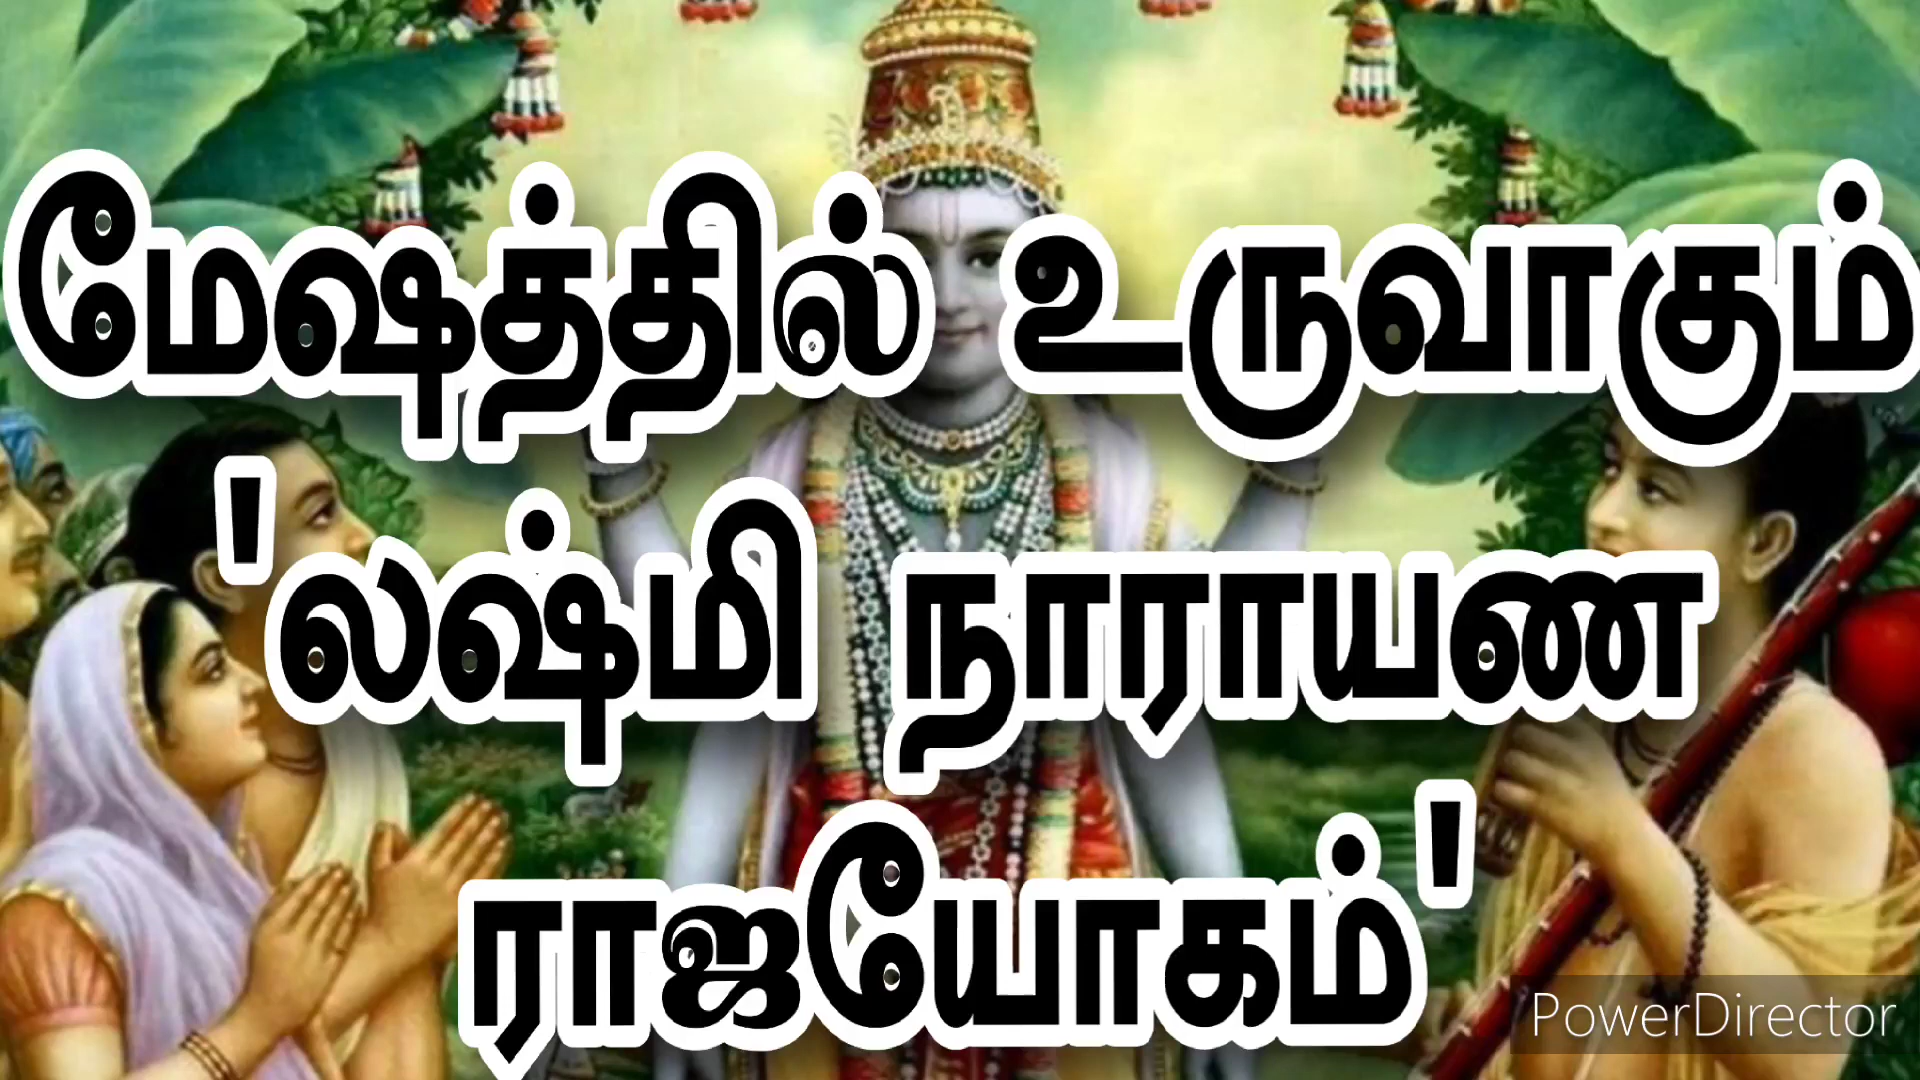 மேஷத்தில் உருவாகும்
'லஷ்மி நாராயண
ராஜயோகம்'
PowerDirector